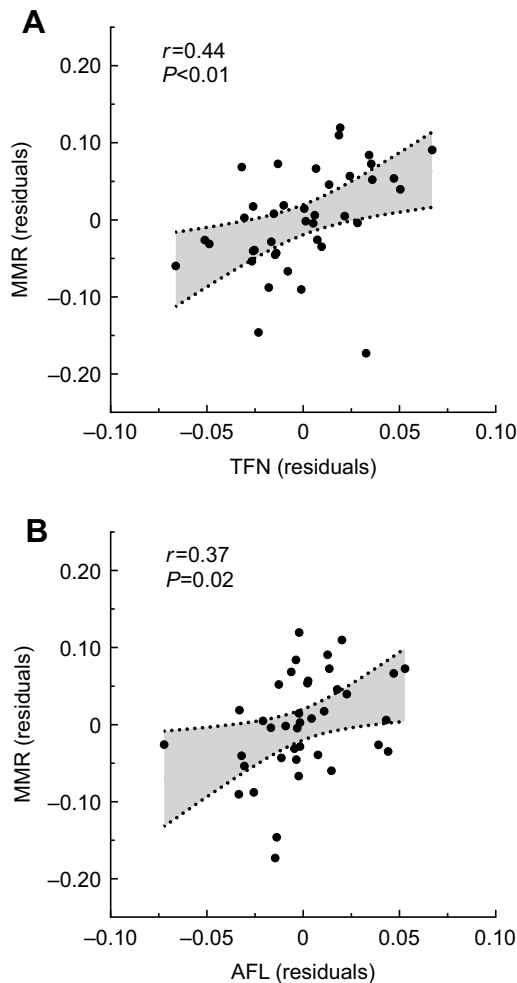 A
r=0.44
P<0.01
0.20
0.10
0
–0.10
–0.20
MMR (residuals)
–0.10
–0.05
0
0.05
0.10
TFN (residuals)
B
r=0.37
P=0.02
0.20
0.10
0
–0.10
–0.20
MMR (residuals)
–0.10
–0.05
0
0.05
0.10
AFL (residuals)